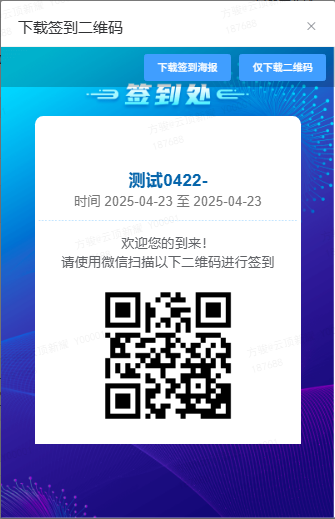 下载签到二维码
下载签到海报 仅下载二维码
签到处
测试0422-
时间 2025-04-23 至 2025-04-23
欢迎您的到来！
请使用微信扫描以下二维码进行签到